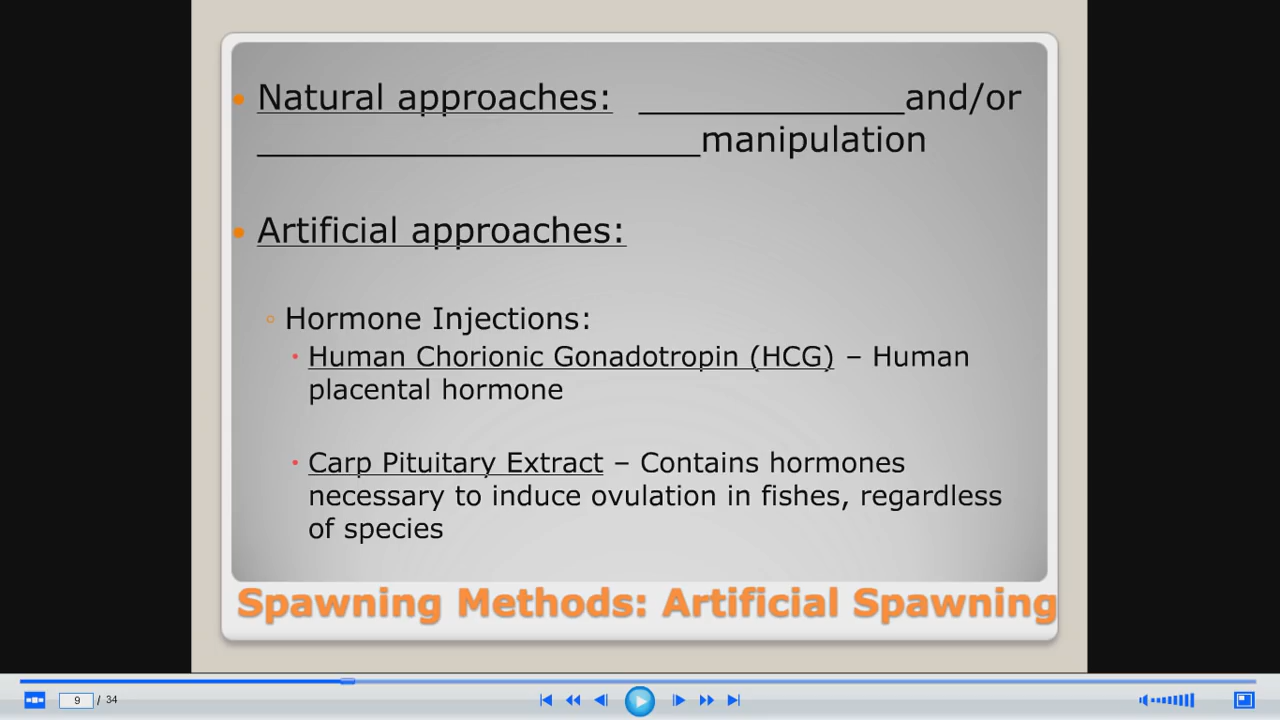 Natural approaches: _______________and/or
_________________________manipulation
Artificial approaches:
Hormone Injections:
Human Chorionic Gonadotropin (HCG) – Human
placental hormone
Carp Pituitary Extract – Contains hormones
necessary to induce ovulation in fishes, regardless
of species
Spawning Methods: Artificial Spawning
9 / 34